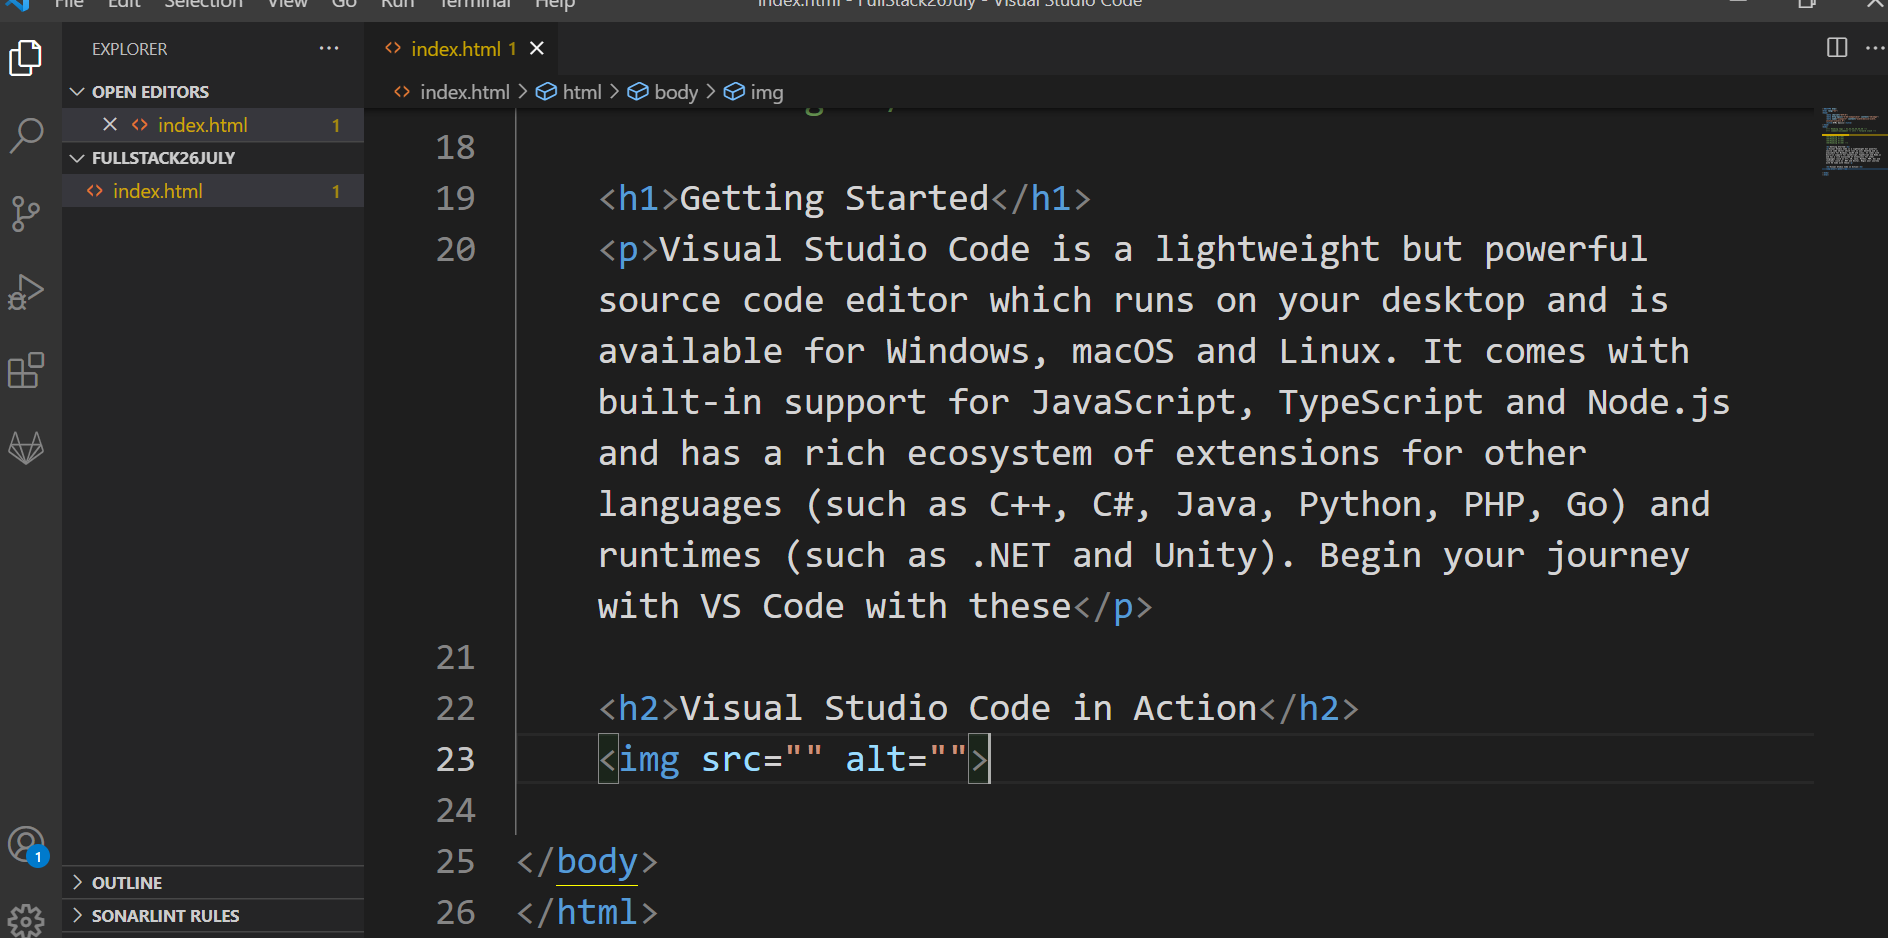 File Edit Selection View Go Run Terminal Help index.html - FullStack26July - Visual Studio Code
EXPLORER
OPEN EDITORS
index.html 1
FULLSTACK26JULY
index.html 1
OUTLINE
SONARLINT RULES
1
index.html 1
index.html > html > body > img
18
19 <h1>Getting Started</h1>
20 <p>Visual Studio Code is a lightweight but powerful
source code editor which runs on your desktop and is
available for Windows, macOS and Linux. It comes with
built-in support for JavaScript, TypeScript and Node.js
and has a rich ecosystem of extensions for other
languages (such as C++, C#, Java, Python, PHP, Go) and
runtimes (such as .NET and Unity). Begin your journey
with VS Code with these</p>
21
22 <h2>Visual Studio Code in Action</h2>
23 <img src="" alt="">
24
25 </body>
26 </html>